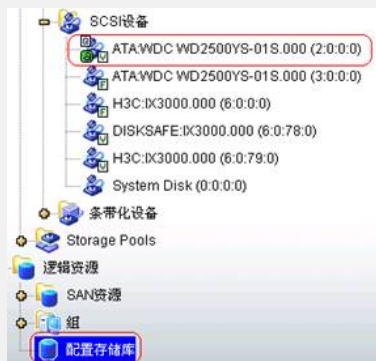 SCSI设备
ATA:WDC WD2500YS-01S.000 (2:0:0:0)
ATA:WDC WD2500YS-01S.000 (3:0:0:0)
H3C:IX3000.000 (6:0:0:0)
DISKSAFE:IX3000.000 (6:0:78:0)
H3C:IX3000.000 (6:0:79:0)
System Disk (0:0:0:0)
条带化设备
Storage Pools
逻辑资源
SAN资源
组
配置存储库